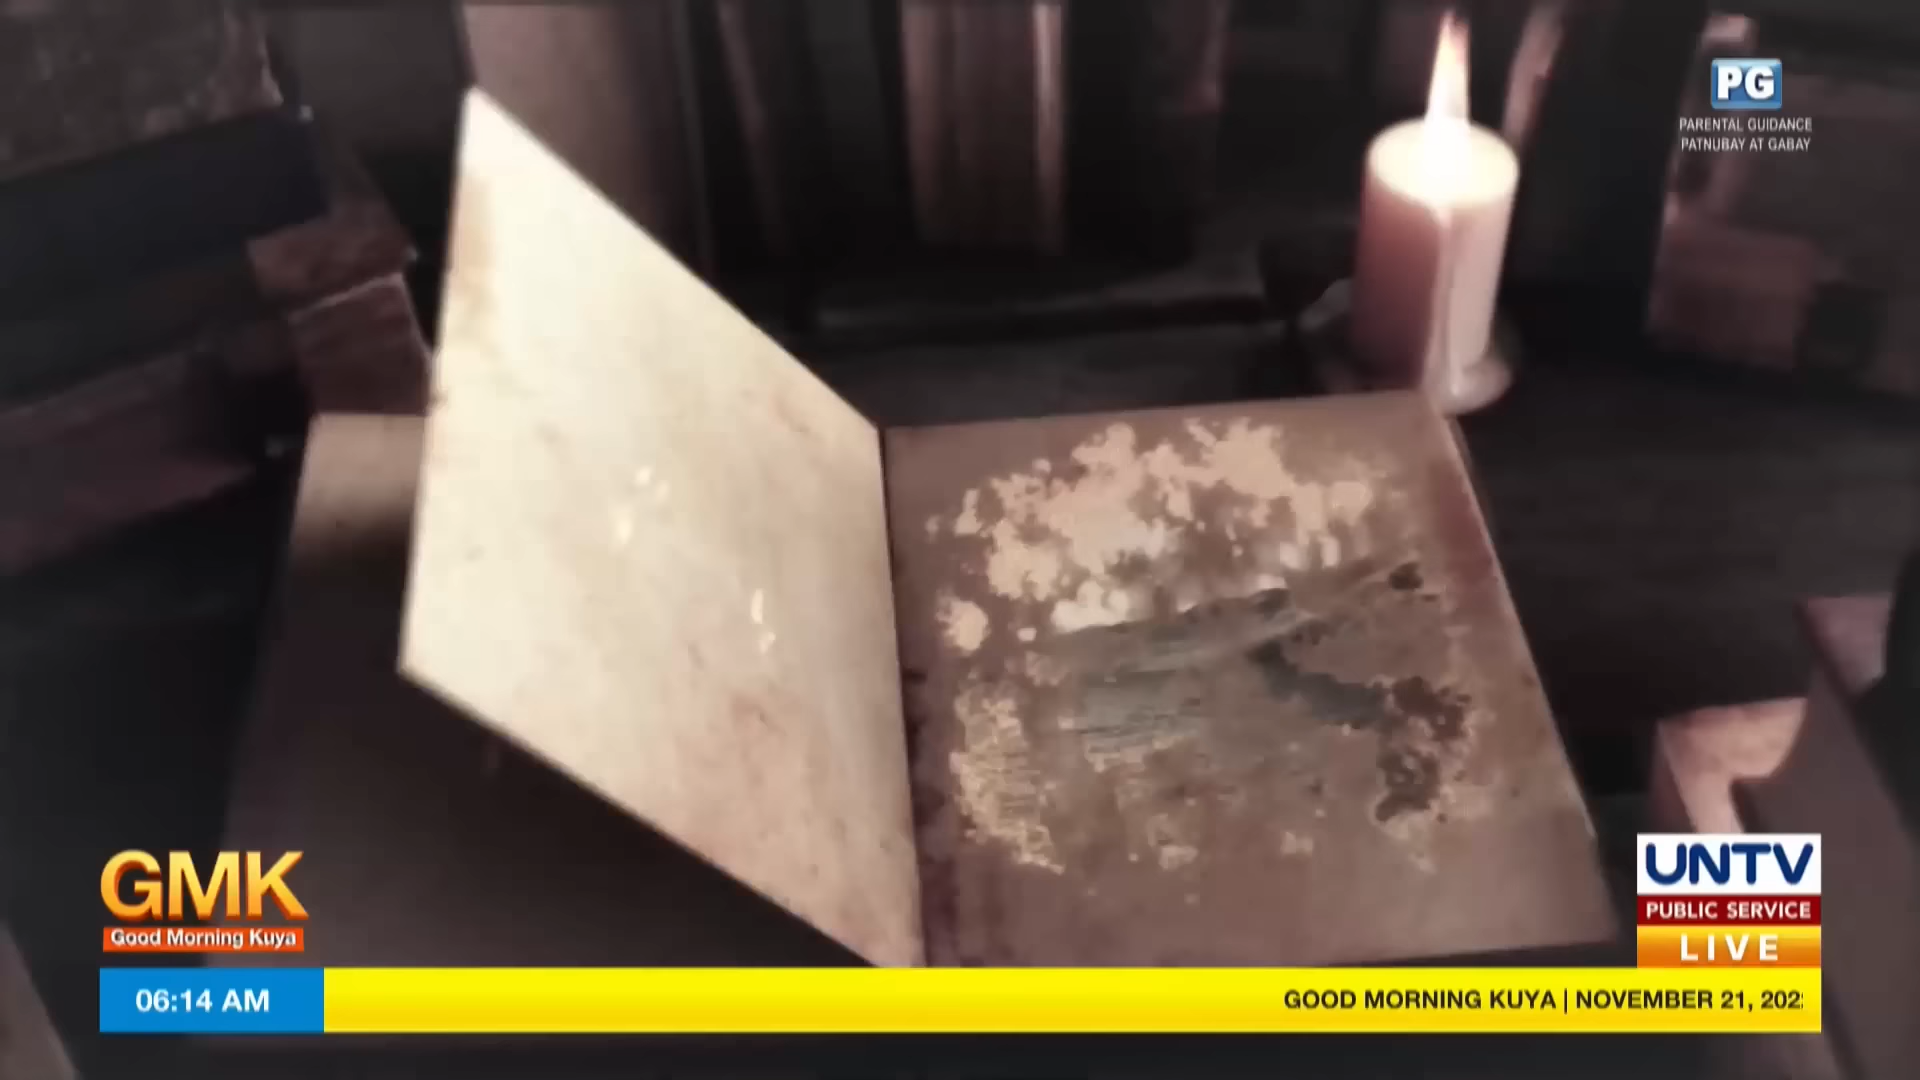 PG
PARENTAL GUIDANCE
PATNUBAY AT GABAY
GMK
Good Morning Kuya
UNTV
PUBLIC SERVICE
LIVE
06:14 AM
GOOD MORNING KUYA | NOVEMBER 21, 202